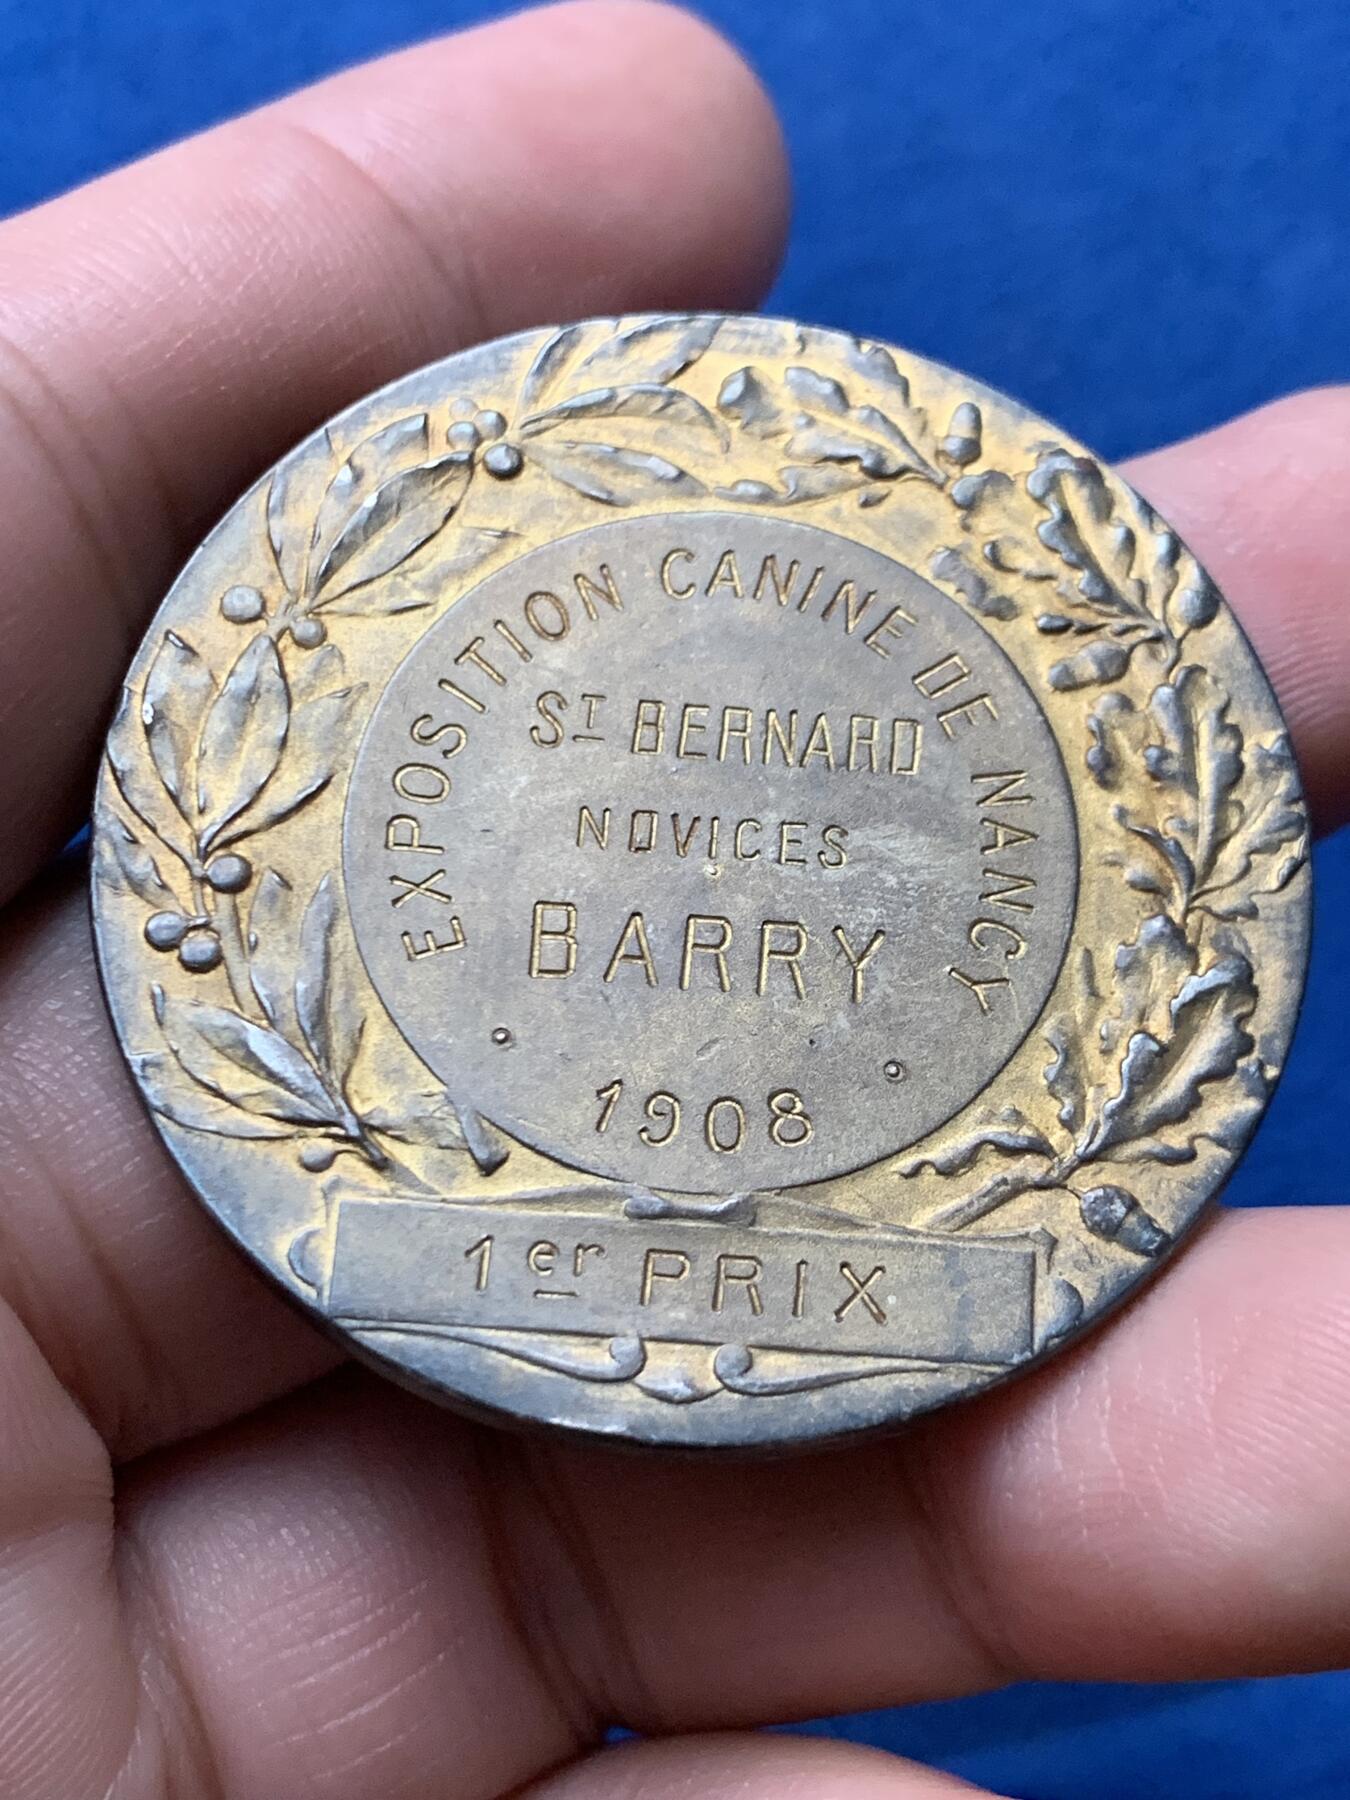 EXPOSITION CANINE DE NANCY
ST BERNARD
NOVICES
BARRY
1908
1er PRIX